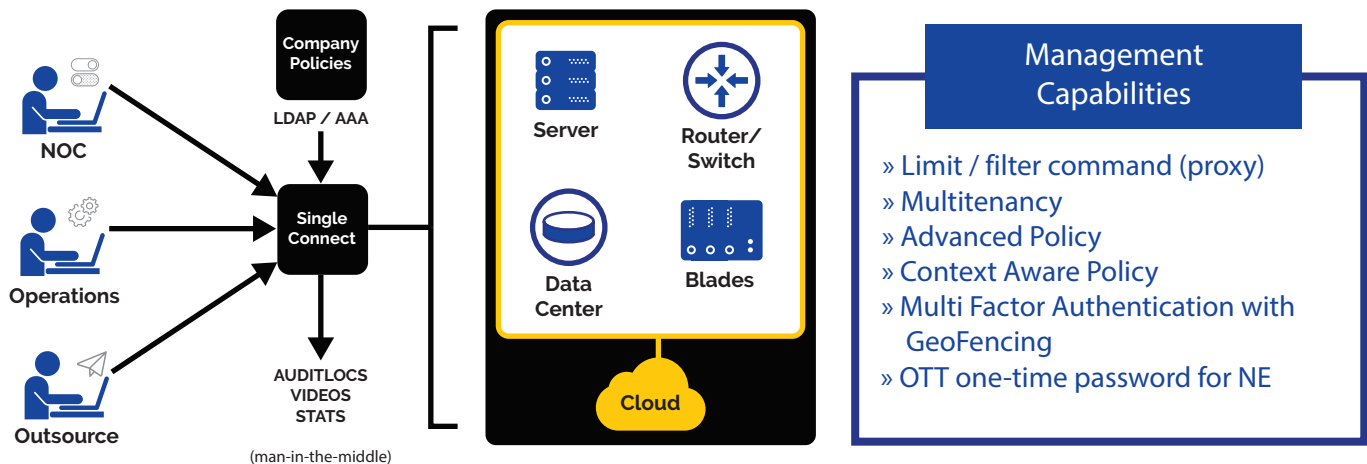 NOC
Operations
Outsource
Company
Policies
LDAP / AAA
Single
Connect
AUDITLOCS
VIDEOS
STATS
(man-in-the-middle)
Server
Router/
Switch
Data
Center
Blades
Cloud
Management
Capabilities
» Limit / filter command (proxy)
» Multitenancy
» Advanced Policy
» Context Aware Policy
» Multi Factor Authentication with
GeoFencing
» OTT one-time password for NE